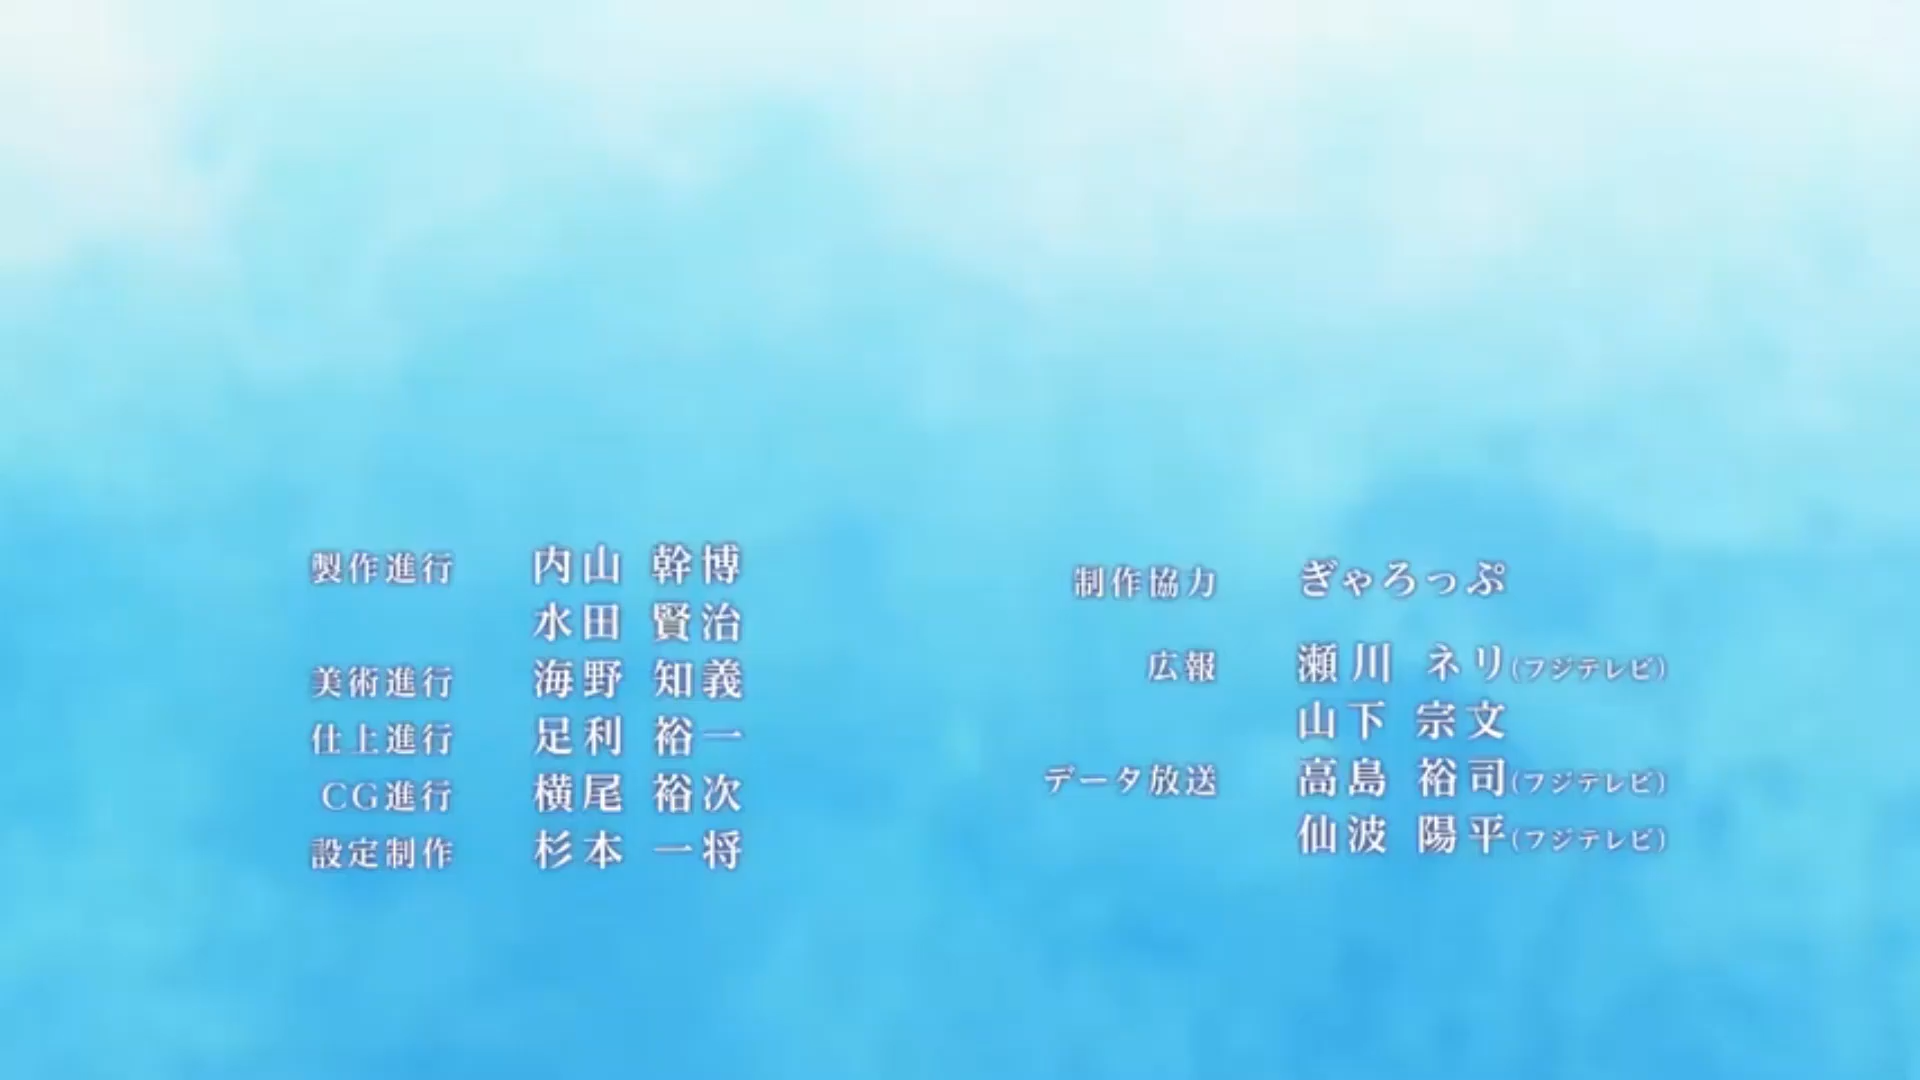 製作進行 内山 幹博
水田 賢治
美術進行 海野 知義
仕上進行 足利 裕一
CG進行 横尾 裕次
設定制作 杉本 一将
制作協力 ぎゃろっぷ
広報 瀬川 ネリ(フジテレビ)
山下 宗文
データ放送 高島 裕司(フジテレビ)
仙波 陽平(フジテレビ)